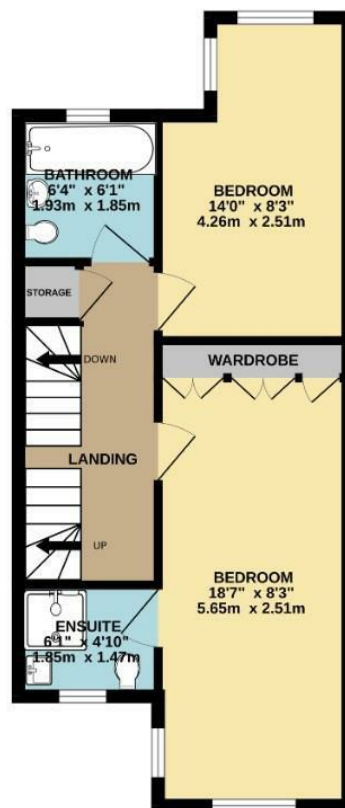 BATHROOM
6'4" x 6'1"
1.93m x 1.85m
BEDROOM
14'0" x 8'3"
4.26m x 2.51m
STORAGE
DOWN
WARDROBE
LANDING
UP
BEDROOM
18'7" x 8'3"
5.65m x 2.51m
ENSUITE
6'1" x 4'10"
1.85m x 1.47m